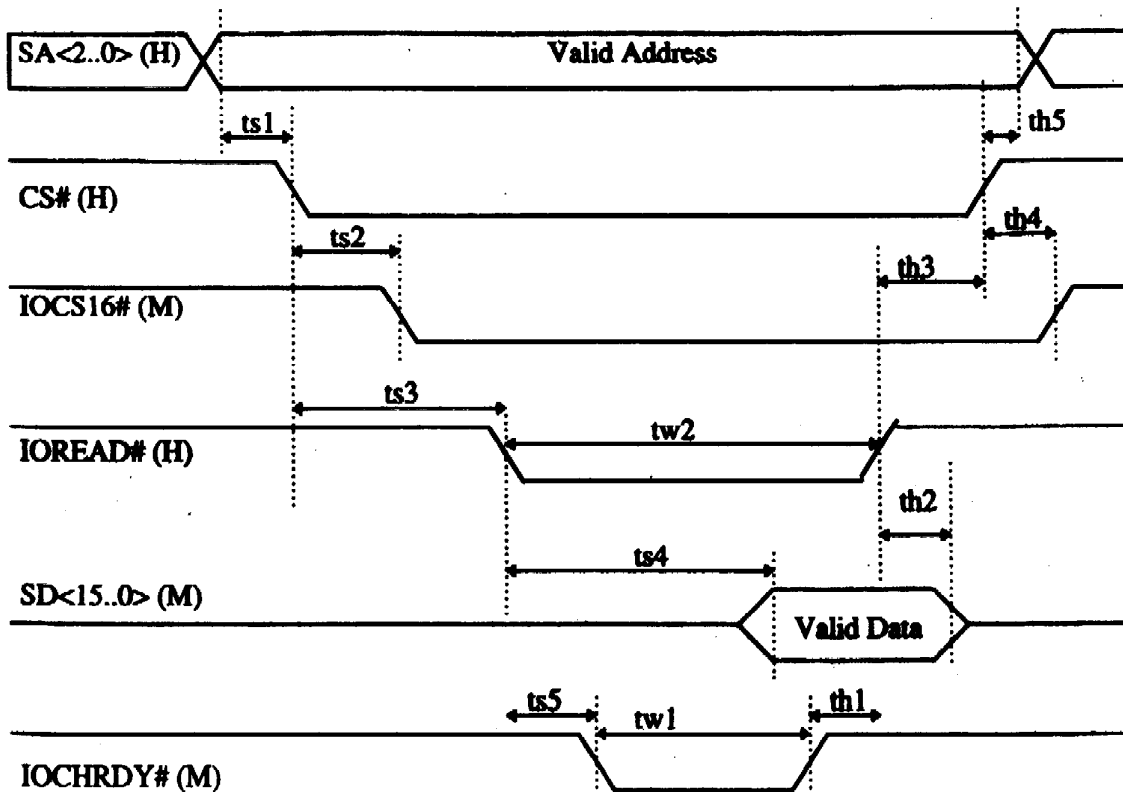 SA<2..0> (H)
Valid Address
ts1
th5
CS# (H)
ts2
th4
th3
IOCS16# (M)
ts3
tw2
IOREAD# (H)
th2
ts4
SD<15..0> (M)
Valid Data
ts5
tw1
th1
IOCHRDY# (M)